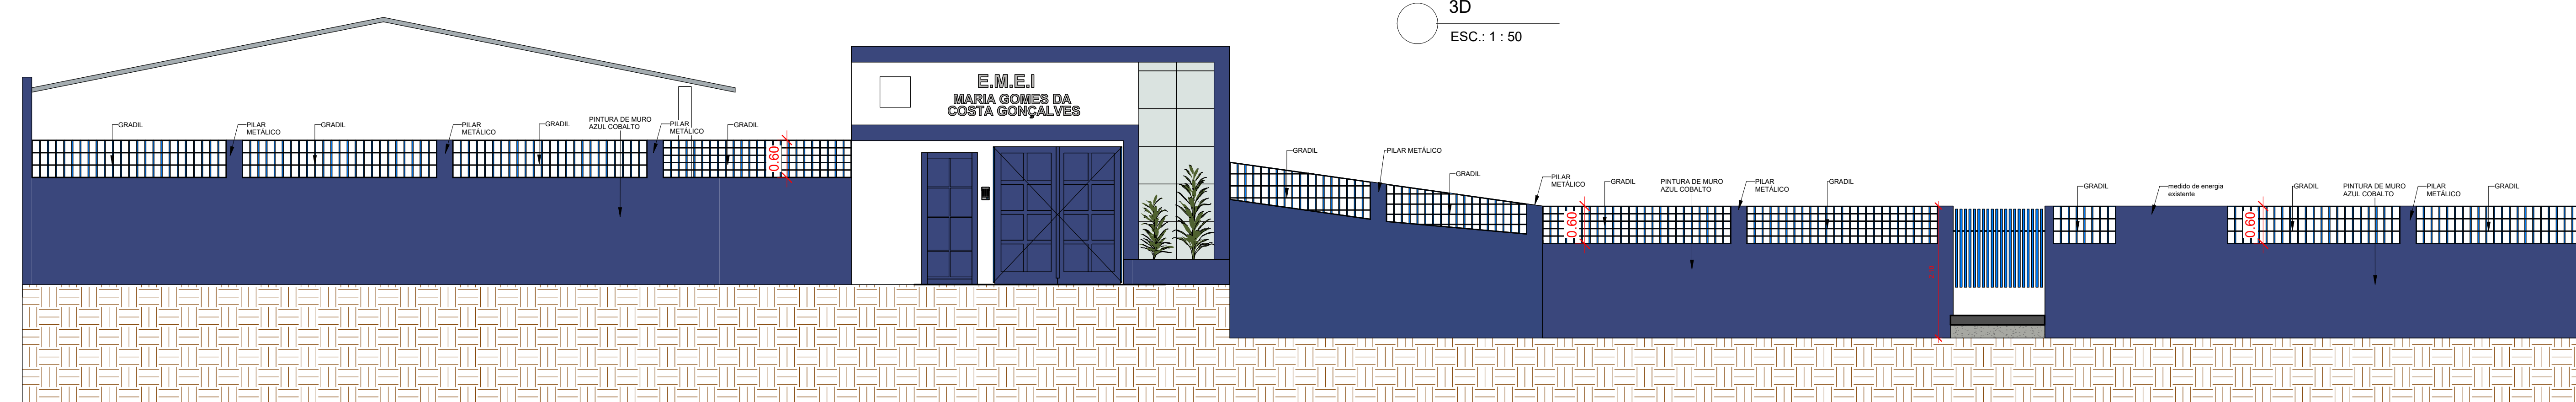 3D
ESC.: 1 : 50
E.M.E.I
MARIA GOMES DA
COSTA GONÇALVES
GRADIL
PILAR
METÁLICO
GRADIL
PILAR
METÁLICO
GRADIL
PINTURA DE MURO
AZUL COBALTO
PILAR
METÁLICO
GRADIL
0.60
GRADIL
PILAR METÁLICO
GRADIL
PILAR
METÁLICO
0.60
GRADIL
PINTURA DE MURO
AZUL COBALTO
PILAR
METÁLICO
GRADIL
GRADIL
medido de energia
existente
0.60
GRADIL
PINTURA DE MURO
AZUL COBALTO
PILAR
METÁLICO
GRADIL